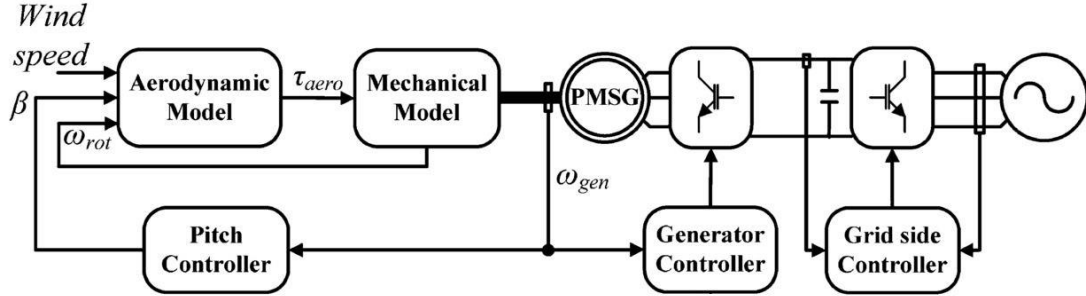 Wind
speed
β
ω_rot
Aerodynamic
Model
τ_aero
Mechanical
Model
PMSG
ω_gen
Pitch
Controller
Generator
Controller
Grid side
Controller